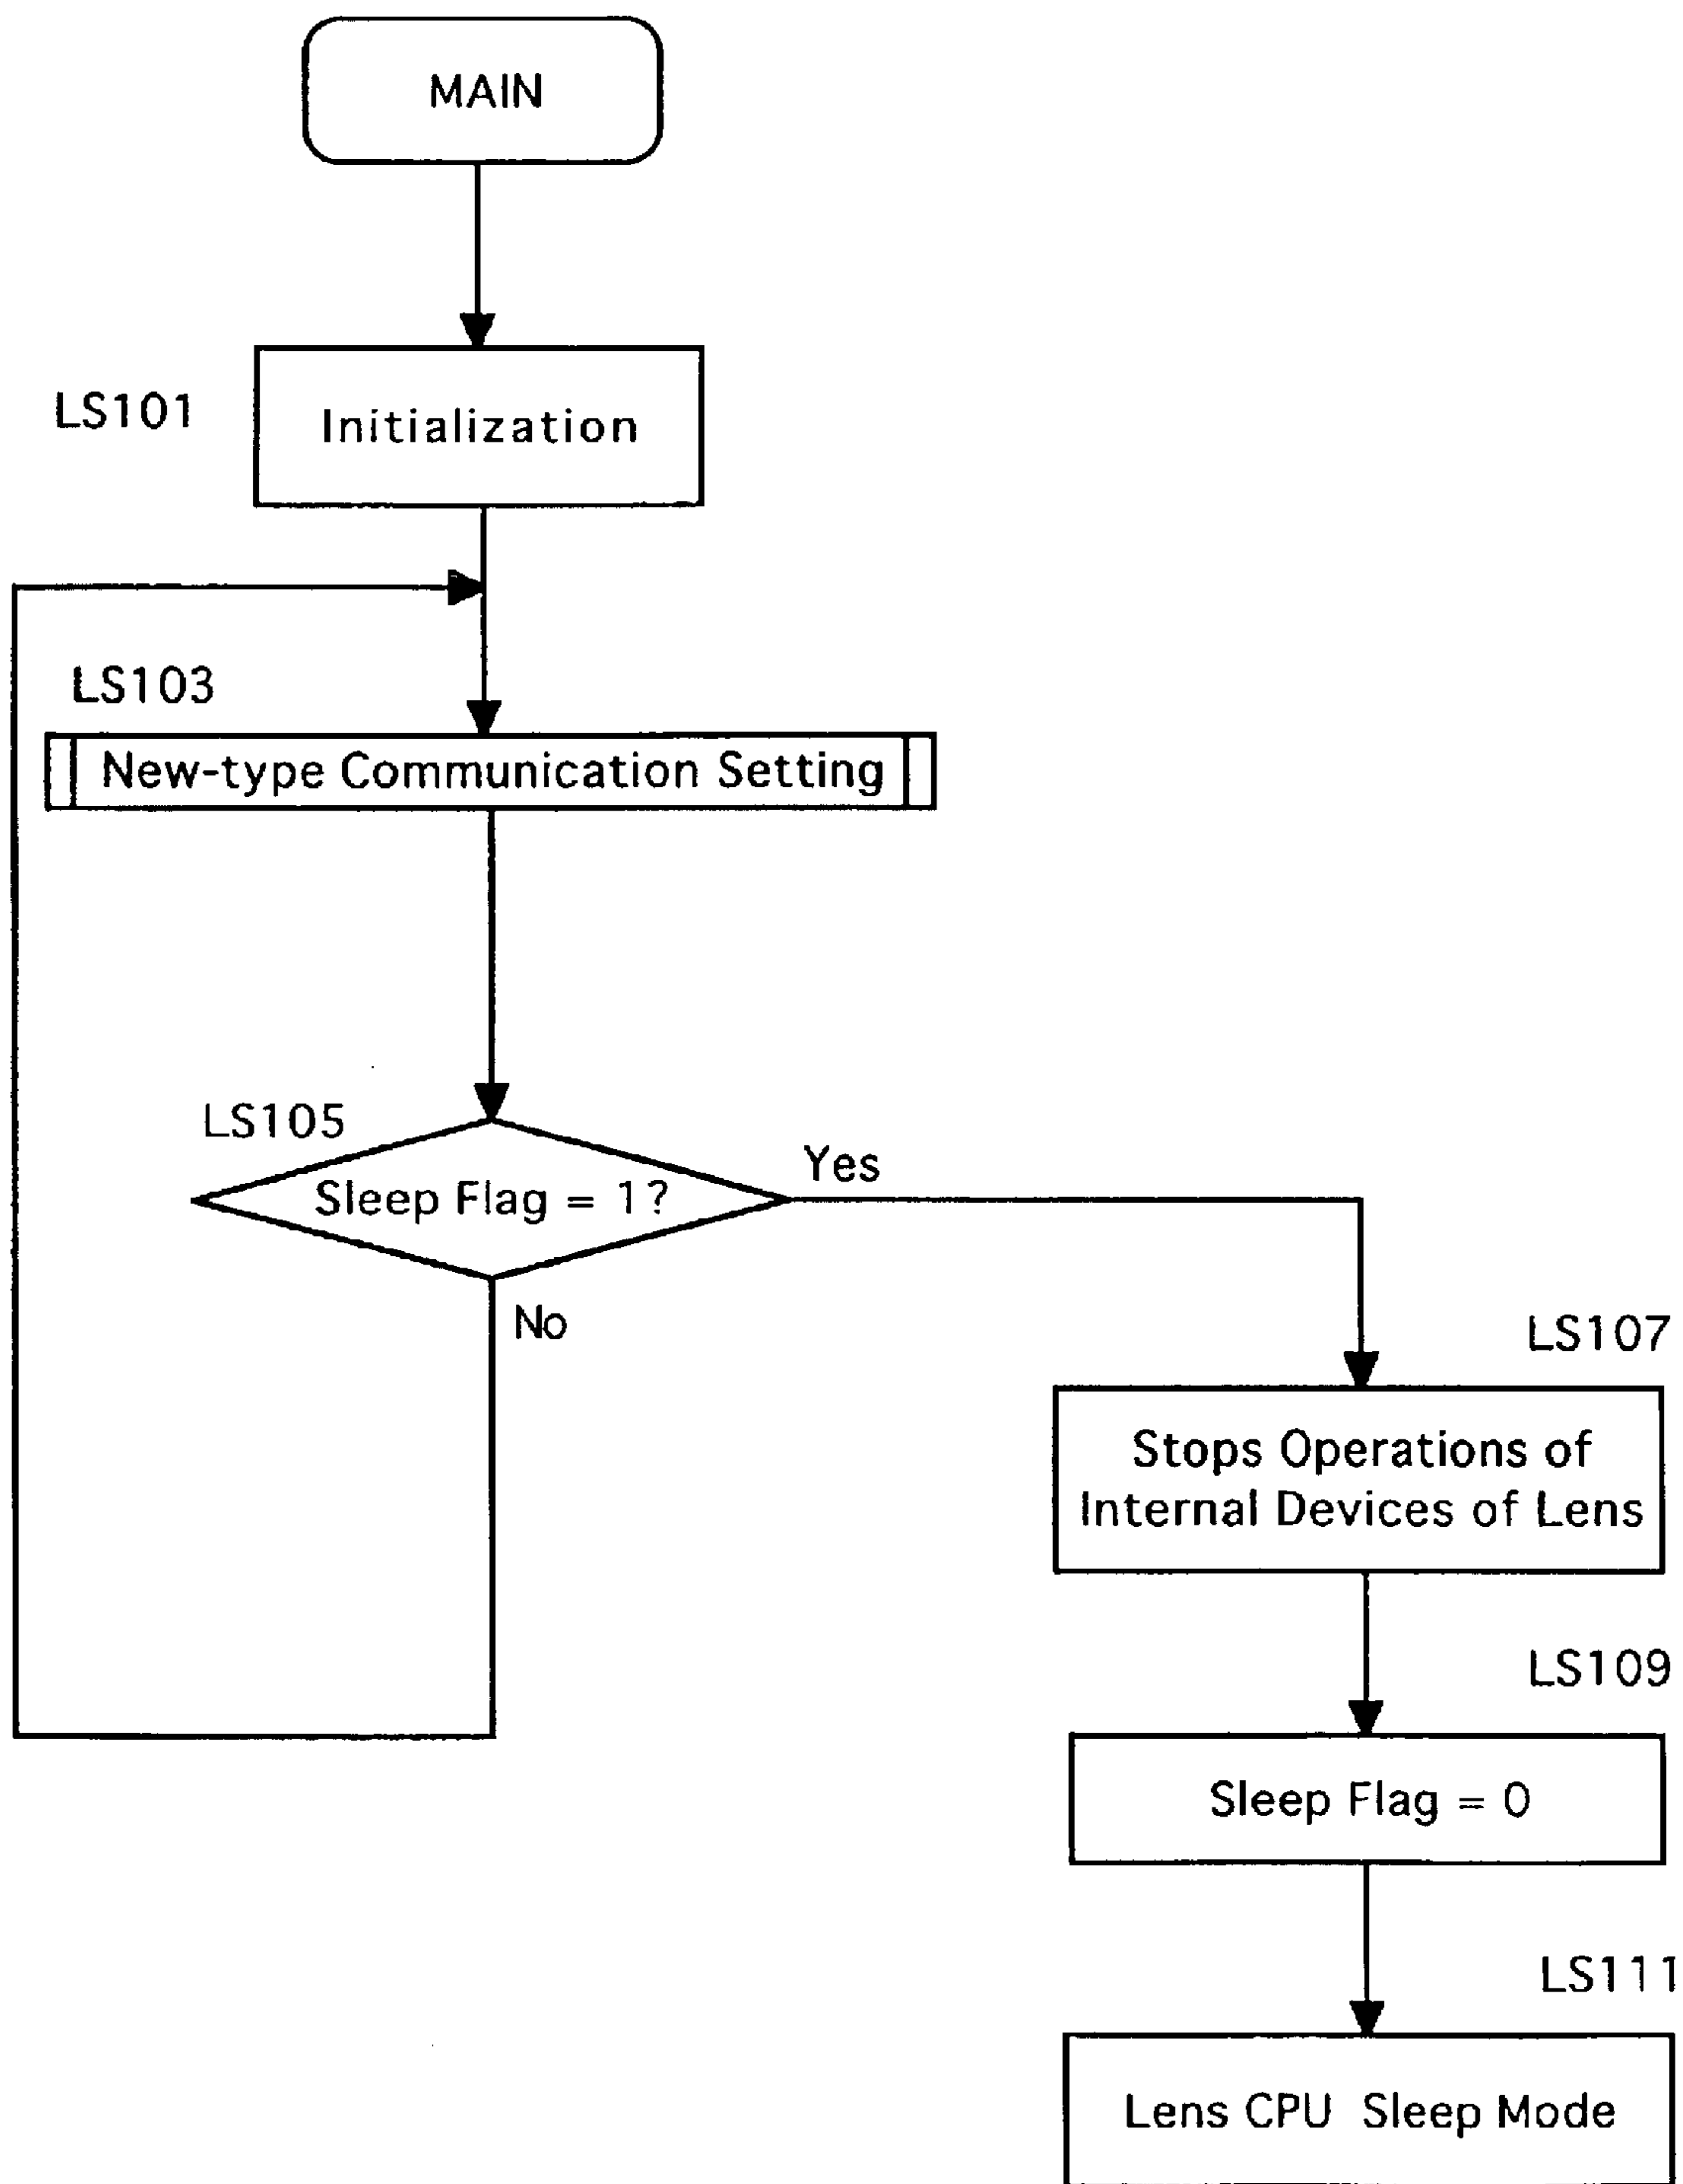 MAIN
LS101
Initialization
LS103
New-type Communication Setting
LS105
Sleep Flag = 1?
Yes
No
LS107
Stops Operations of
Internal Devices of Lens
LS109
Sleep Flag = 0
LS111
Lens CPU Sleep Mode